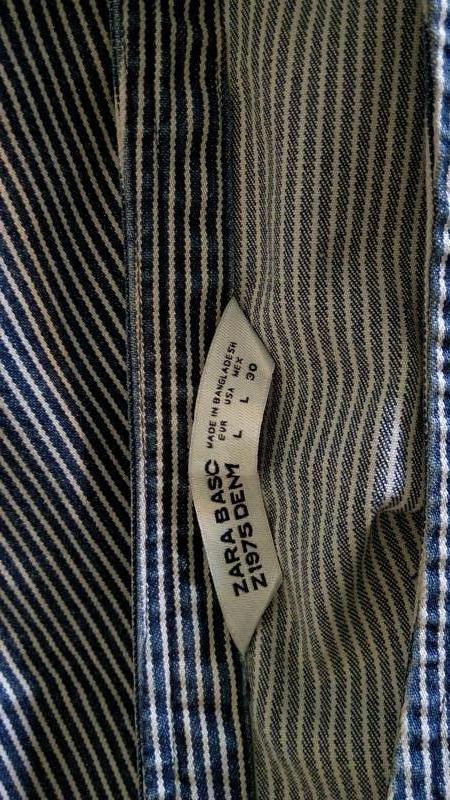 ZARA BASC
Z1975 DENM
MADE IN BANGLADESH
EUR USA MEX
L L 30